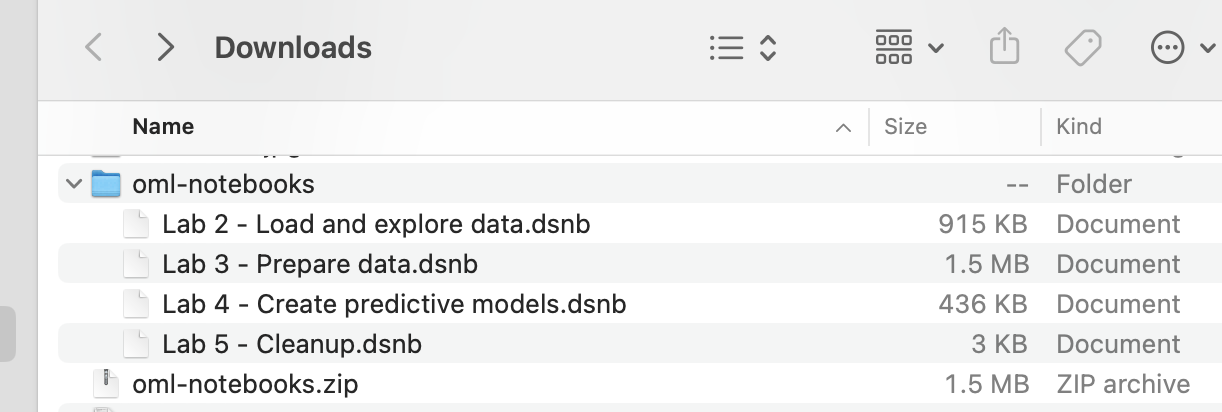 Downloads
Name Size Kind
oml-notebooks -- Folder
Lab 2 - Load and explore data.dsnb 915 KB Document
Lab 3 - Prepare data.dsnb 1.5 MB Document
Lab 4 - Create predictive models.dsnb 436 KB Document
Lab 5 - Cleanup.dsnb 3 KB Document
oml-notebooks.zip 1.5 MB ZIP archive